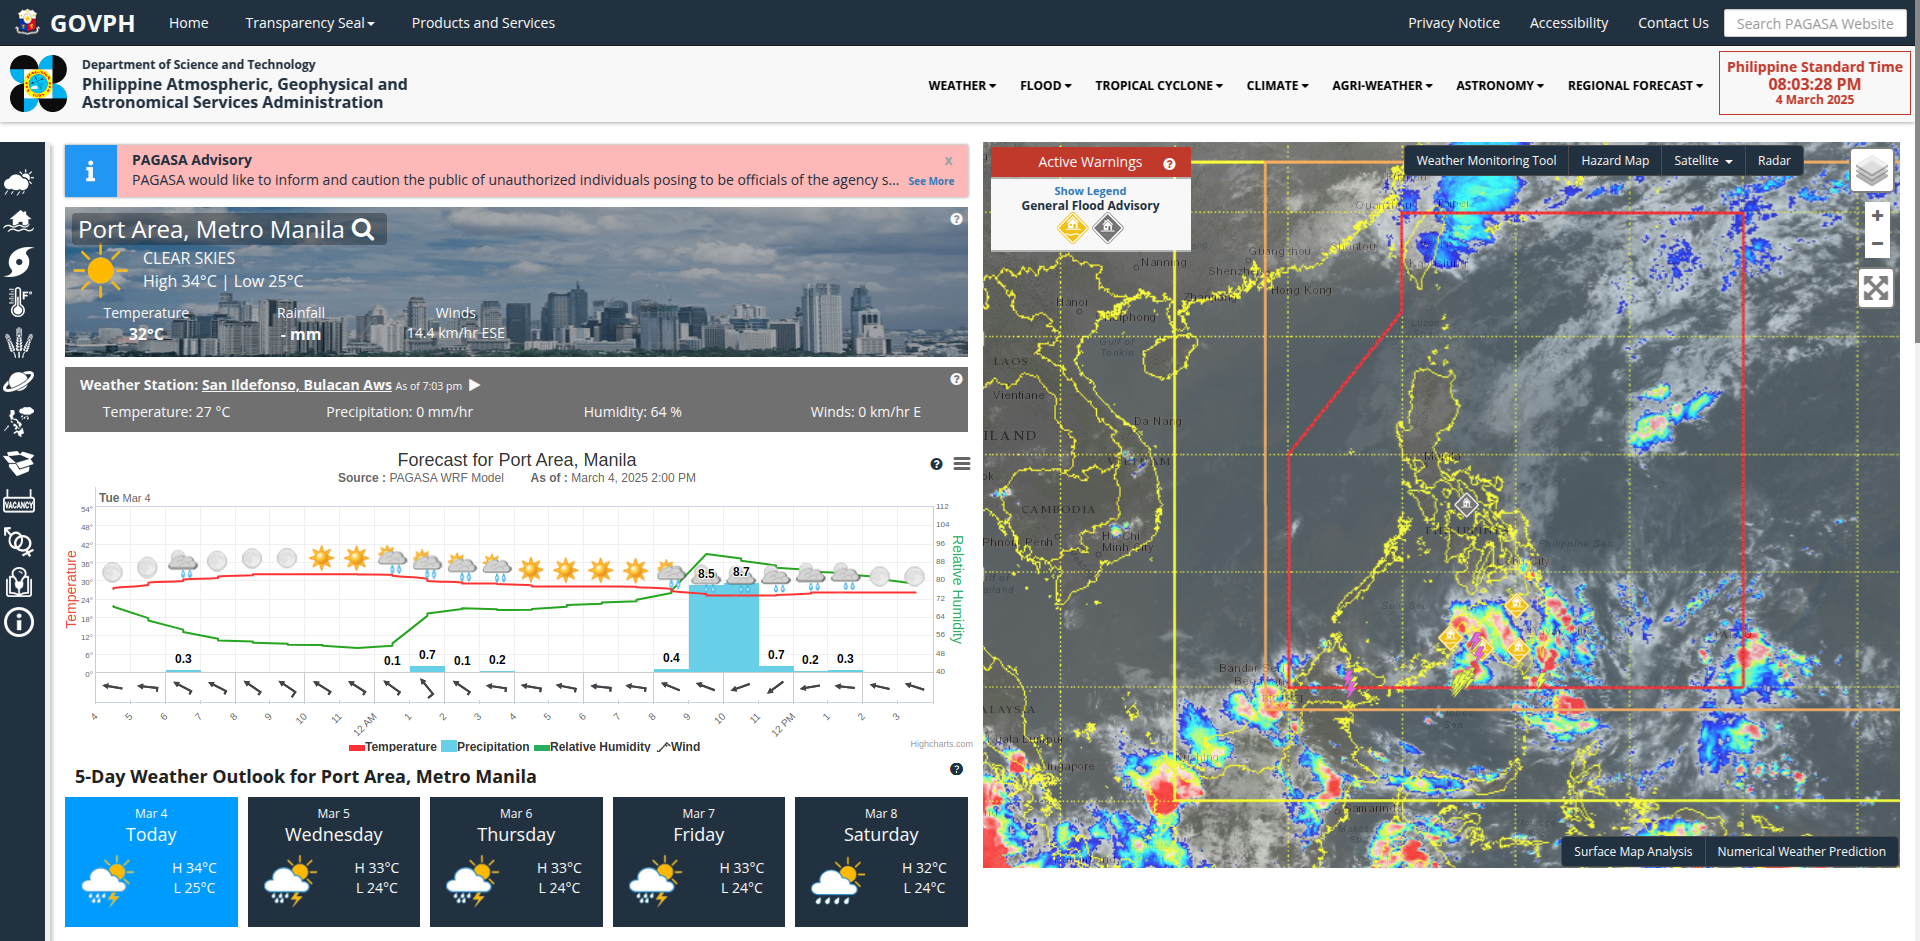 GOVPH
Home
Transparency Seal
Products and Services
Privacy Notice
Accessibility
Contact Us
Search PAGASA Website
Department of Science and Technology
Philippine Atmospheric, Geophysical and
Astronomical Services Administration
WEATHER
FLOOD
TROPICAL CYCLONE
CLIMATE
AGRI-WEATHER
ASTRONOMY
REGIONAL FORECAST
Philippine Standard Time
08:03:28 PM
4 March 2025
PAGASA Advisory
x
PAGASA would like to inform and caution the public of unauthorized individuals posing to be officials of the agency s... See More
Port Area, Metro Manila
CLEAR SKIES
High 34°C | Low 25°C
Temperature
Rainfall
Winds
32°C
- mm
14.4 km/hr ESE
Weather Station: San Ildefonso, Bulacan Aws As of 7:03 pm
Temperature: 27 °C
Precipitation: 0 mm/hr
Humidity: 64 %
Winds: 0 km/hr E
VACANCY
Forecast for Port Area, Manila
Source : PAGASA WRF Model
As of : March 4, 2025 2:00 PM
Tue Mar 4
Temperature
54°
48°
42°
36°
30°
24°
18°
12°
6°
0°
Relative Humidity
112
104
96
88
80
72
64
56
48
40
0.3
0.1
0.7
0.1
0.2
0.4
8.5
8.7
0.7
0.2
0.3
4
5
6
7
8
9
10
11
12 AM
1
2
3
4
5
6
7
8
9
10
11
12 PM
1
2
3
Temperature
Precipitation
Relative Humidity
Wind
Highcharts.com
5-Day Weather Outlook for Port Area, Metro Manila
Mar 4
Today
H 34°C
L 25°C
Mar 5
Wednesday
H 33°C
L 24°C
Mar 6
Thursday
H 33°C
L 24°C
Mar 7
Friday
H 33°C
L 24°C
Mar 8
Saturday
H 32°C
L 24°C
Active Warnings
Show Legend
General Flood Advisory
Weather Monitoring Tool
Hazard Map
Satellite
Radar
+
−
Guangzhou
Nanning
Shenzhen
Hong Kong
Zhanjiang
Hanoi
Haiphong
Gulf of
Tonkin
LAOS
Vientiane
Da Nang
VIETNAM
CAMBODIA
Phnom Penh
Ho Chi
Minh City
Luzon
Manila
Philippine Sea
Bandar Seri
Singapore
Kuching
Samarinda
Surface Map Analysis
Numerical Weather Prediction